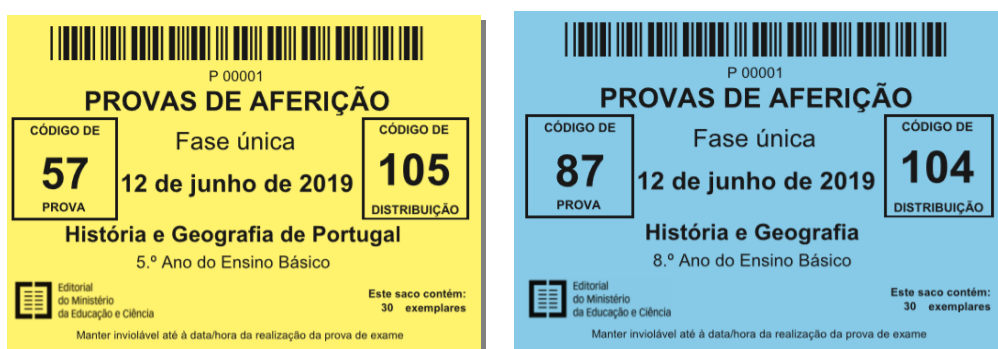 P 00001
PROVAS DE AFERIÇÃO
CÓDIGO DE
57
PROVA
Fase única
12 de junho de 2019
CÓDIGO DE
105
DISTRIBUIÇÃO
História e Geografia de Portugal
5.º Ano do Ensino Básico
Editorial
do Ministério
da Educação e Ciência
Este saco contém:
30 exemplares
Manter inviolável até à data/hora da realização da prova de exame
P 00001
PROVAS DE AFERIÇÃO
CÓDIGO DE
87
PROVA
Fase única
12 de junho de 2019
CÓDIGO DE
104
DISTRIBUIÇÃO
História e Geografia
8.º Ano do Ensino Básico
Editorial
do Ministério
da Educação e Ciência
Este saco contém:
30 exemplares
Manter inviolável até à data/hora da realização da prova de exame